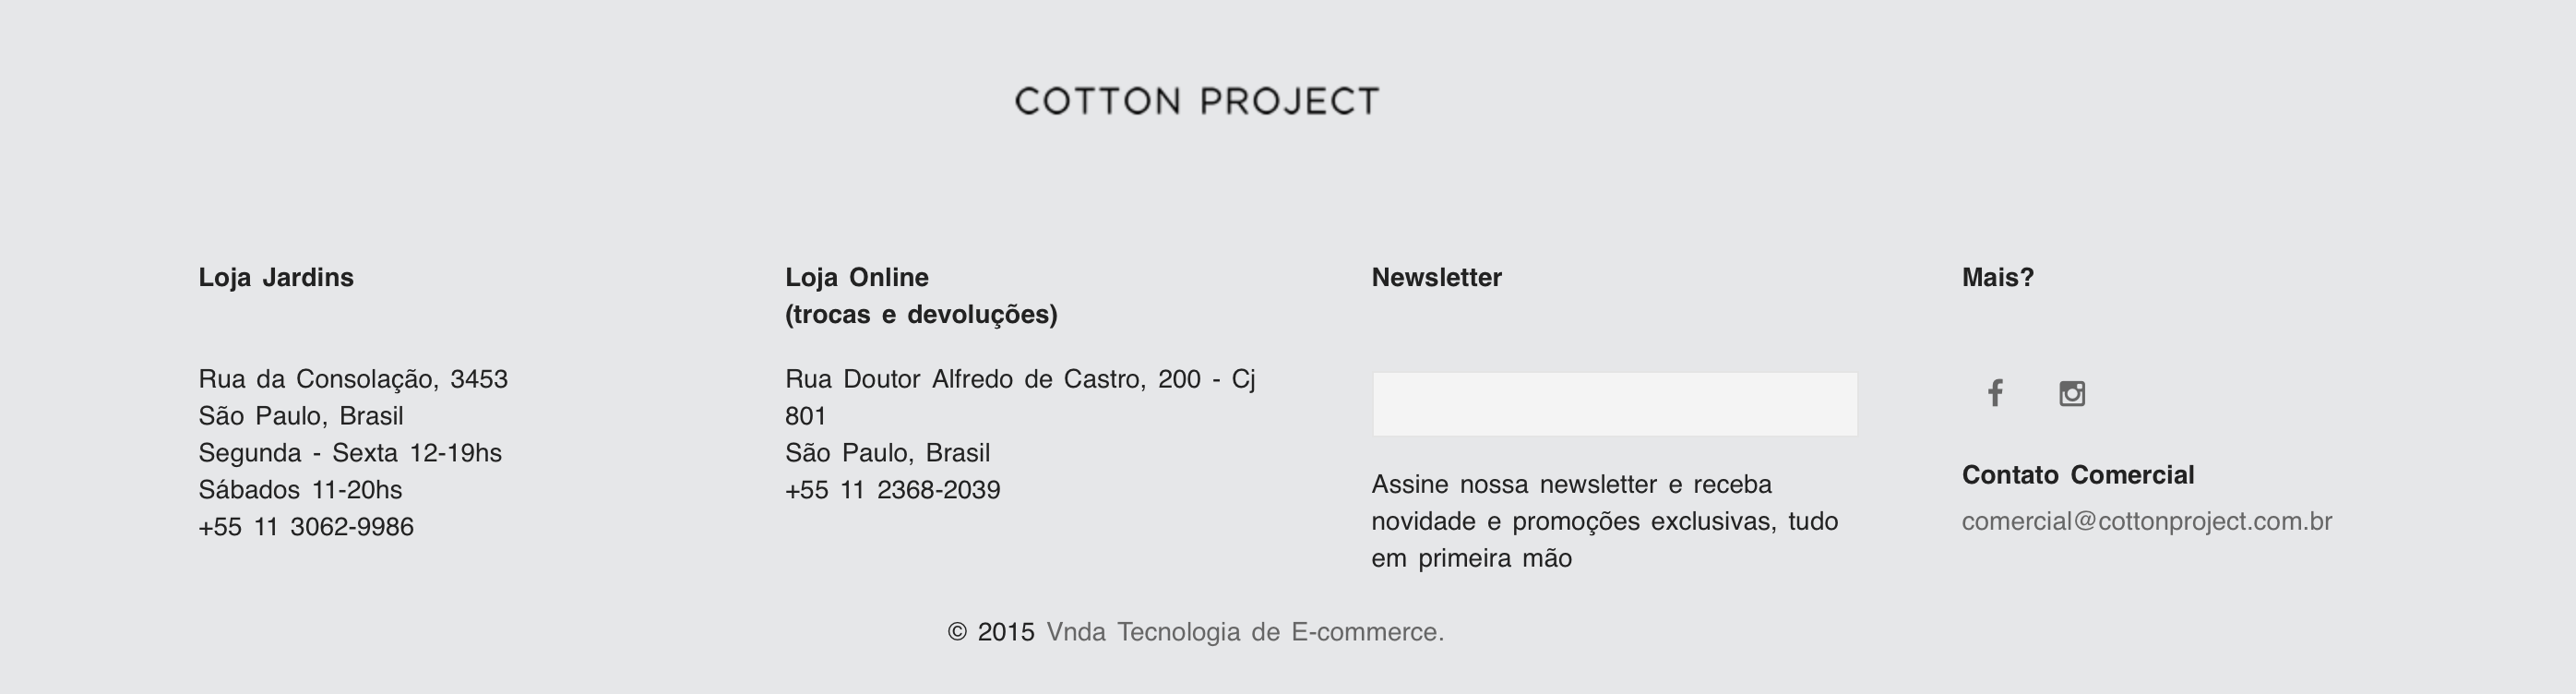 COTTON PROJECT
Loja Jardins
Rua da Consolação, 3453
São Paulo, Brasil
Segunda - Sexta 12-19hs
Sábados 11-20hs
+55 11 3062-9986
Loja Online
(trocas e devoluções)
Rua Doutor Alfredo de Castro, 200 - Cj
801
São Paulo, Brasil
+55 11 2368-2039
Newsletter
Assine nossa newsletter e receba
novidade e promoções exclusivas, tudo
em primeira mão
Mais?
Contato Comercial
comercial@cottonproject.com.br
© 2015 Vnda Tecnologia de E-commerce.